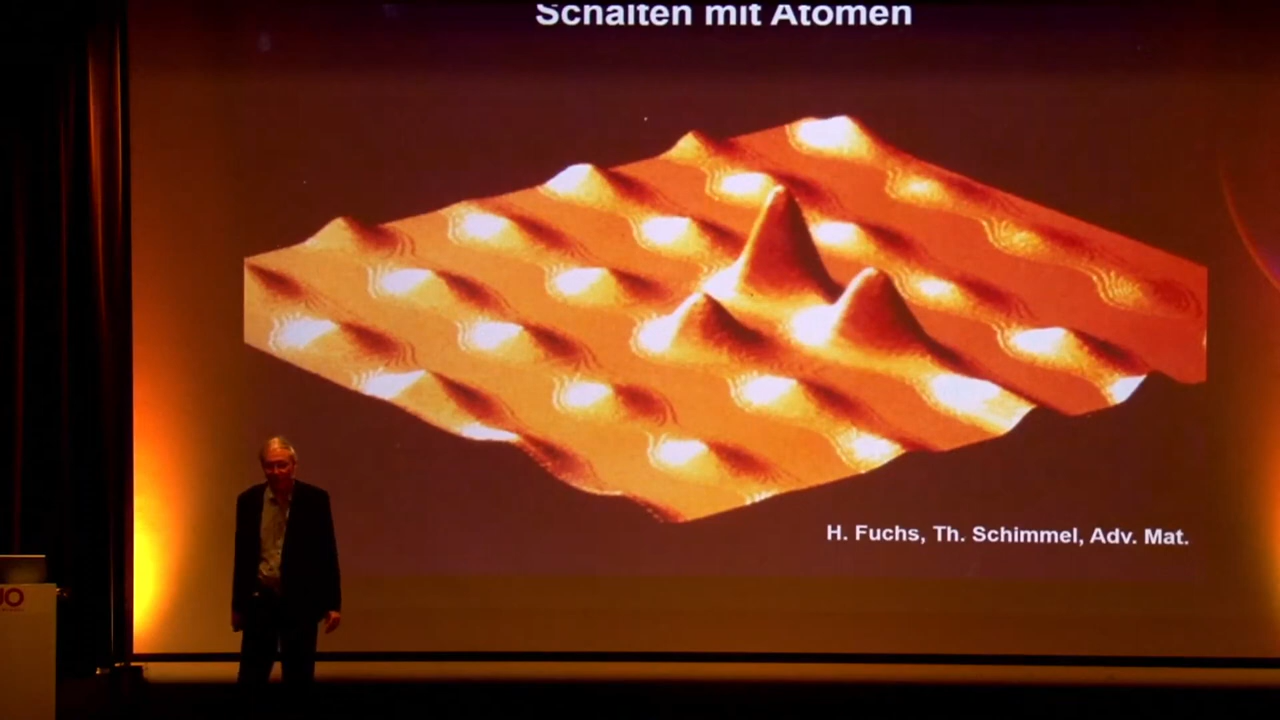 Schalten mit Atomen
H. Fuchs, Th. Schimmel, Adv. Mat.